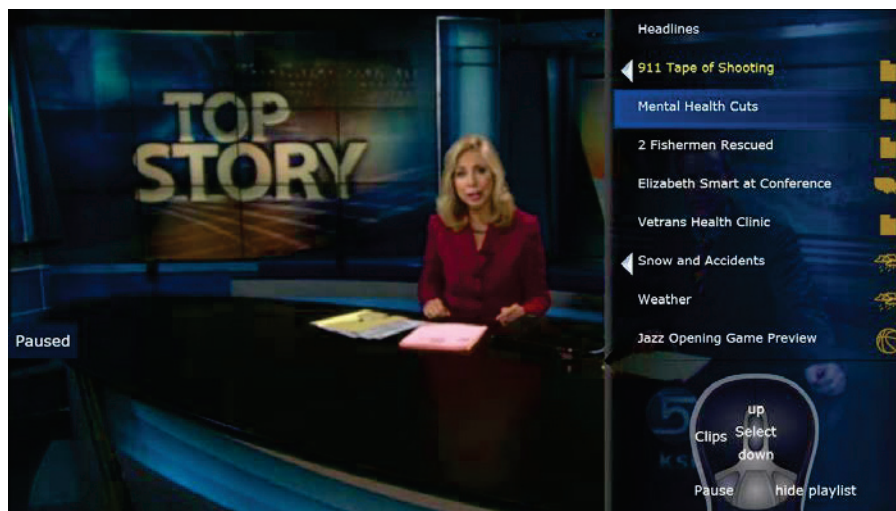 TOP
STORY
Paused
Headlines
911 Tape of Shooting
Mental Health Cuts
2 Fishermen Rescued
Elizabeth Smart at Conference
Vetrans Health Clinic
Snow and Accidents
Weather
Jazz Opening Game Preview
5
up
Clips Select
down
Pause hide playlist